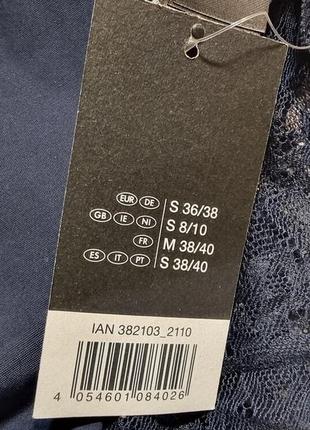 EUR DE S 36/38
GB IE NI S 8/10
FR M 38/40
ES IT PT S 38/40
IAN 382103_2110
4 054601 084026